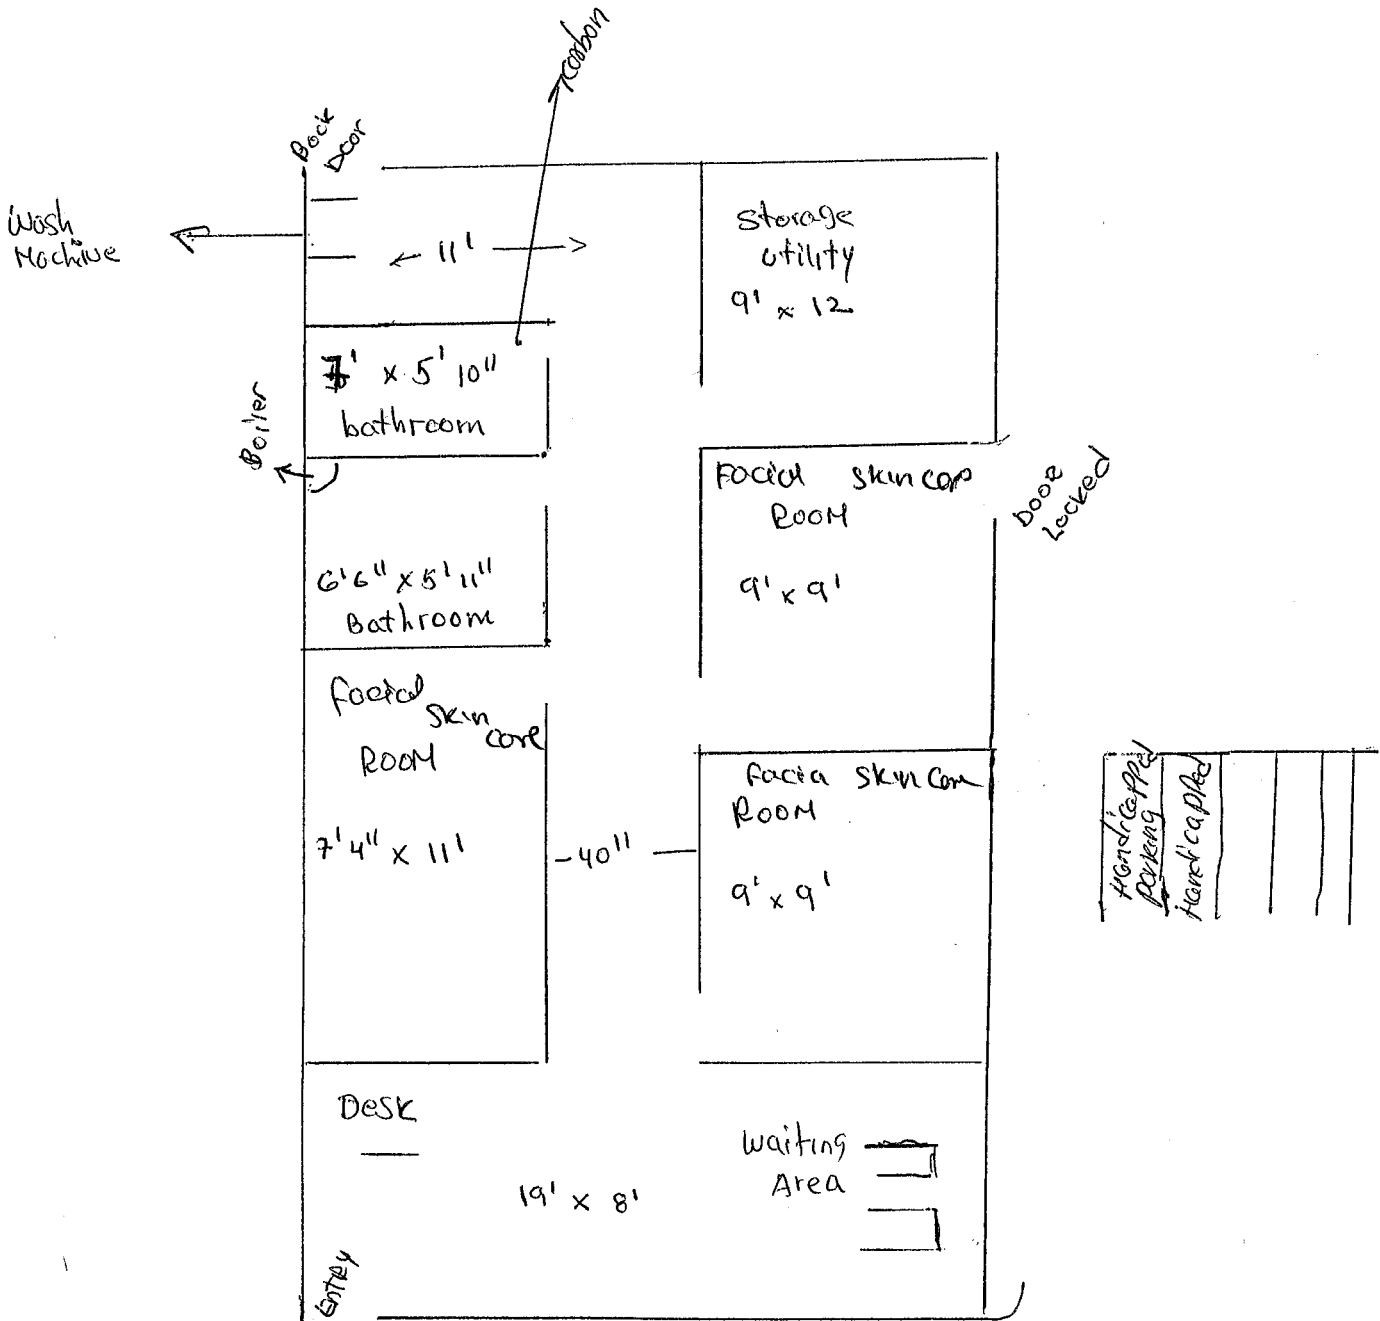 Carbon
Back
Door
Wash
Machine
← 11' →
Storage
utility
9' x 12
7' x 5' 10"
bathroom
Boiler
Facial skin care
ROOM
9' x 9'
DOOR
Locked
6'6" x 5' 11"
Bathroom
facial
skin
care
ROOM
7' 4" x 11'
-40"
facia skin Care
ROOM
9' x 9'
Handicapped
parking
Handicapped
Desk
Waiting
Area
19' x 8'
Entry